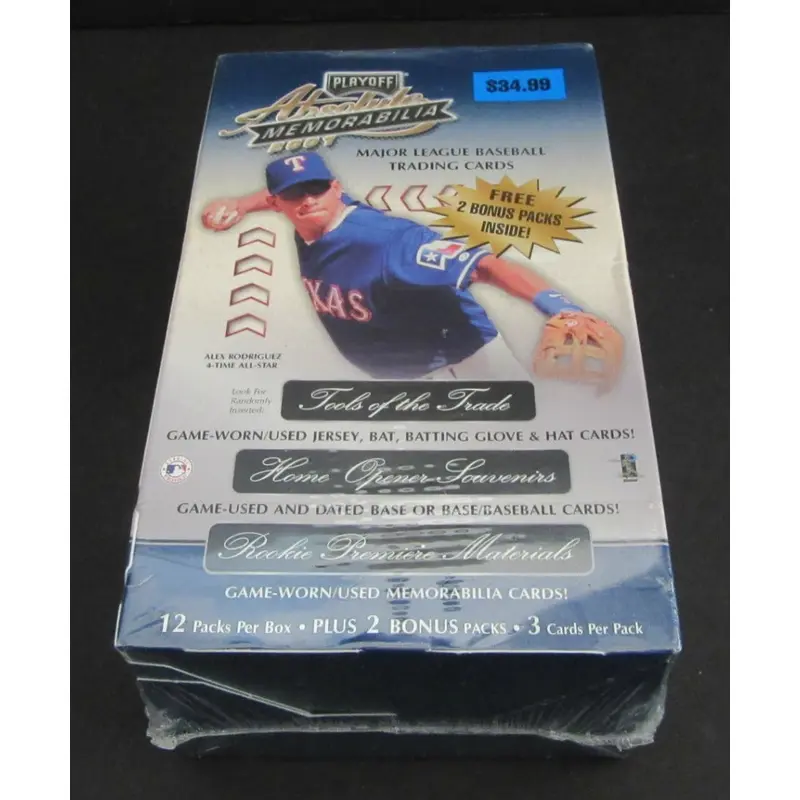 PLAYOFF
$34.99
Absolute
MEMORABILIA
2001
MAJOR LEAGUE BASEBALL
TRADING CARDS
FREE
2 BONUS PACKS
INSIDE!
T
XAS
ALEX RODRIGUEZ
4-TIME ALL-STAR
Look For
Randomly
Inserted:
Tools of the Trade
GAME-WORN/USED JERSEY, BAT, BATTING GLOVE & HAT CARDS!
Home Opener Souvenirs
GAME-USED AND DATED BASE OR BASE/BASEBALL CARDS!
Rookie Premiere Materials
GAME-WORN/USED MEMORABILIA CARDS!
12 Packs Per Box • PLUS 2 BONUS PACKS • 3 Cards Per Pack